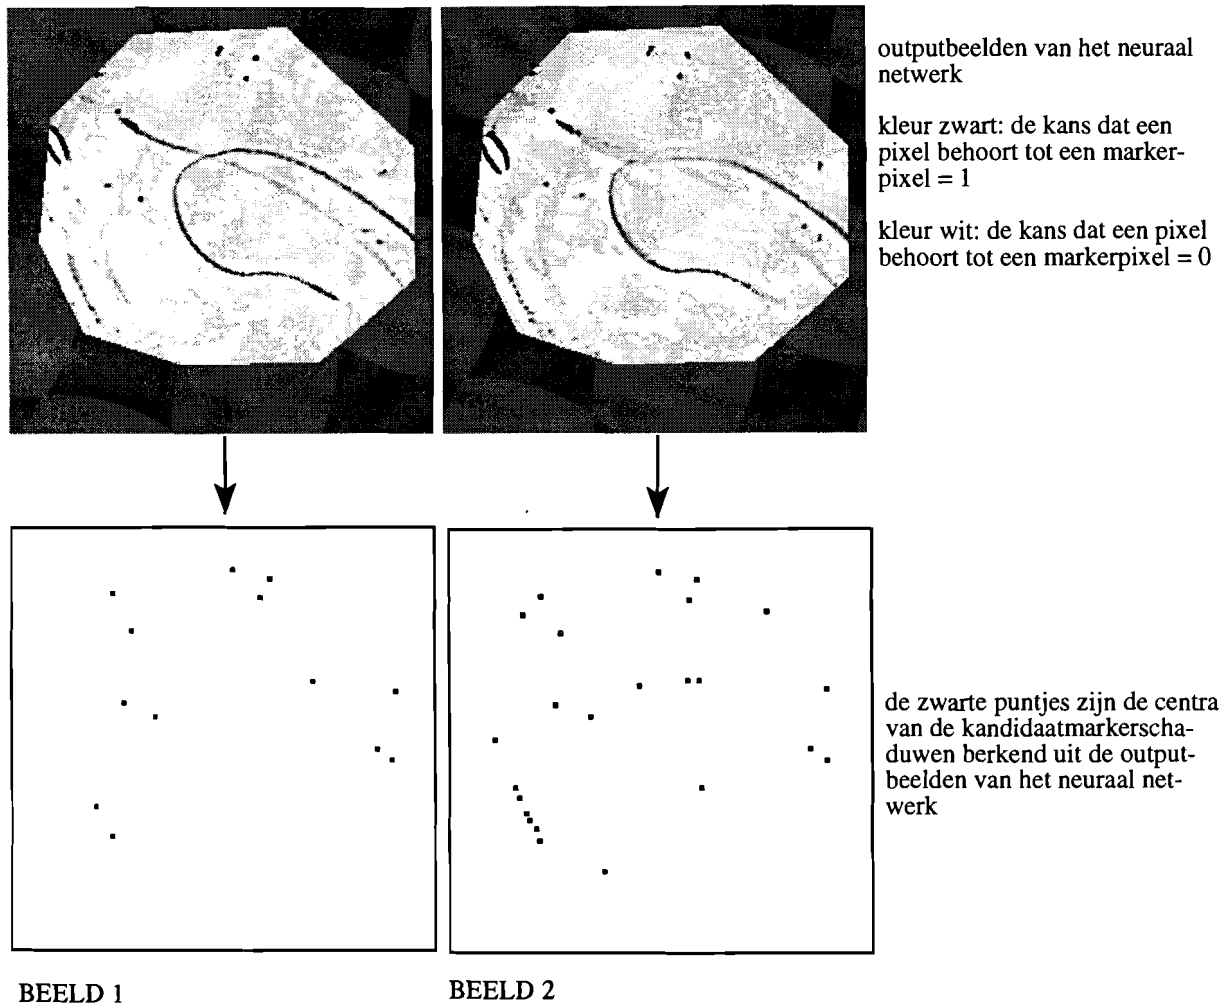 outputbeelden van het neuraal
netwerk
kleur zwart: de kans dat een
pixel behoort tot een marker-
pixel = 1
kleur wit: de kans dat een pixel
behoort tot een markerpixel = 0
de zwarte puntjes zijn de centra
van de kandidaatmarkerscha-
duwen berkend uit de output-
beelden van het neuraal net-
werk
BEELD 1
BEELD 2